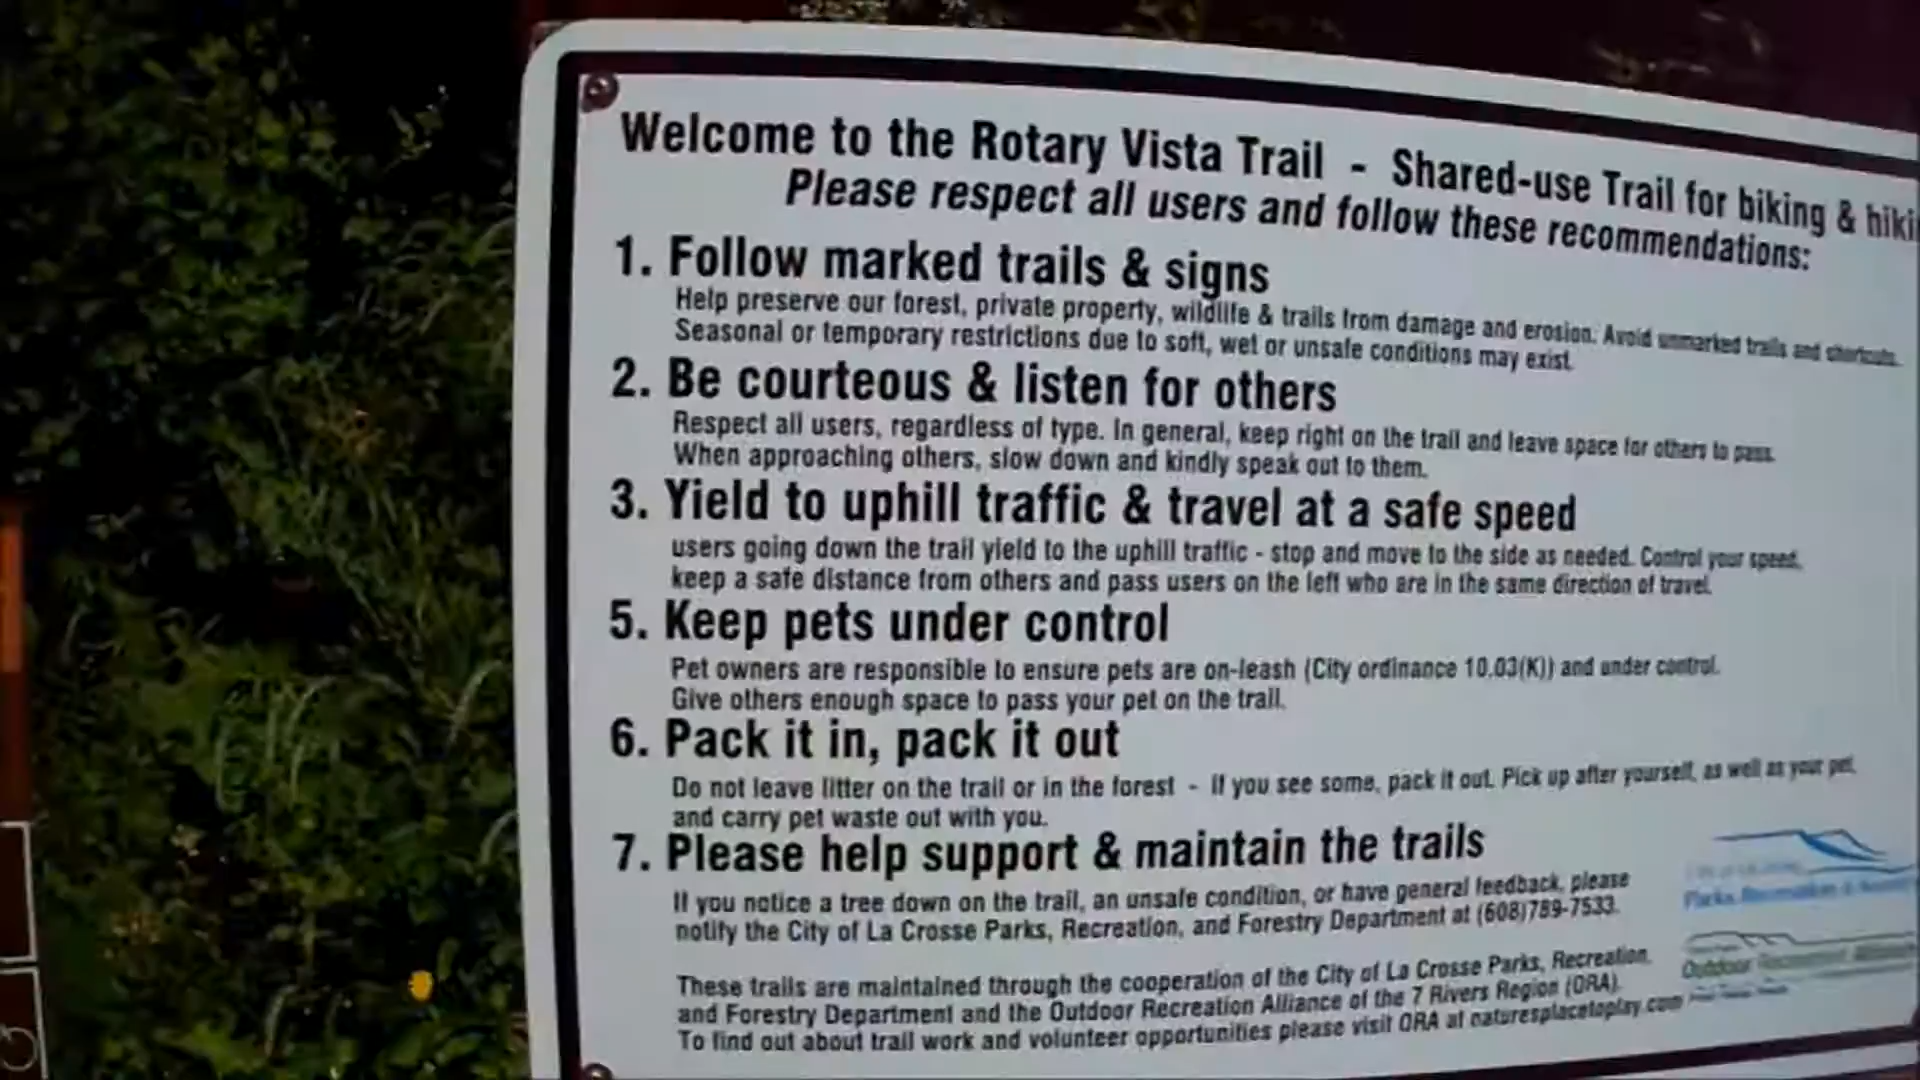 Welcome to the Rotary Vista Trail - Shared-use Trail for biking & hiki
Please respect all users and follow these recommendations:
1. Follow marked trails & signs
Help preserve our forest, private property, wildlife & trails from damage and erosion. Avoid unmarked trails and shortcuts.
Seasonal or temporary restrictions due to soft, wet or unsafe conditions may exist.
2. Be courteous & listen for others
Respect all users, regardless of type. In general, keep right on the trail and leave space for others to pass.
When approaching others, slow down and kindly speak out to them.
3. Yield to uphill traffic & travel at a safe speed
users going down the trail yield to the uphill traffic - stop and move to the side as needed. Control your speed,
keep a safe distance from others and pass users on the left who are in the same direction of travel.
5. Keep pets under control
Pet owners are responsible to ensure pets are on-leash (City ordinance 10.03(K)) and under control.
Give others enough space to pass your pet on the trail.
6. Pack it in, pack it out
Do not leave litter on the trail or in the forest - If you see some, pack it out. Pick up after yourself, as well as your pet,
and carry pet waste out with you.
7. Please help support & maintain the trails
If you notice a tree down on the trail, an unsafe condition, or have general feedback, please
notify the City of La Crosse Parks, Recreation, and Forestry Department at (608)789-7533.
These trails are maintained through the cooperation of the City of La Crosse Parks, Recreation,
and Forestry Department and the Outdoor Recreation Alliance of the 7 Rivers Region (ORA).
To find out about trail work and volunteer opportunities please visit ORA at naturesplacetoplay.com
Parks, Recreation &
Outdoor Recreation Alliance